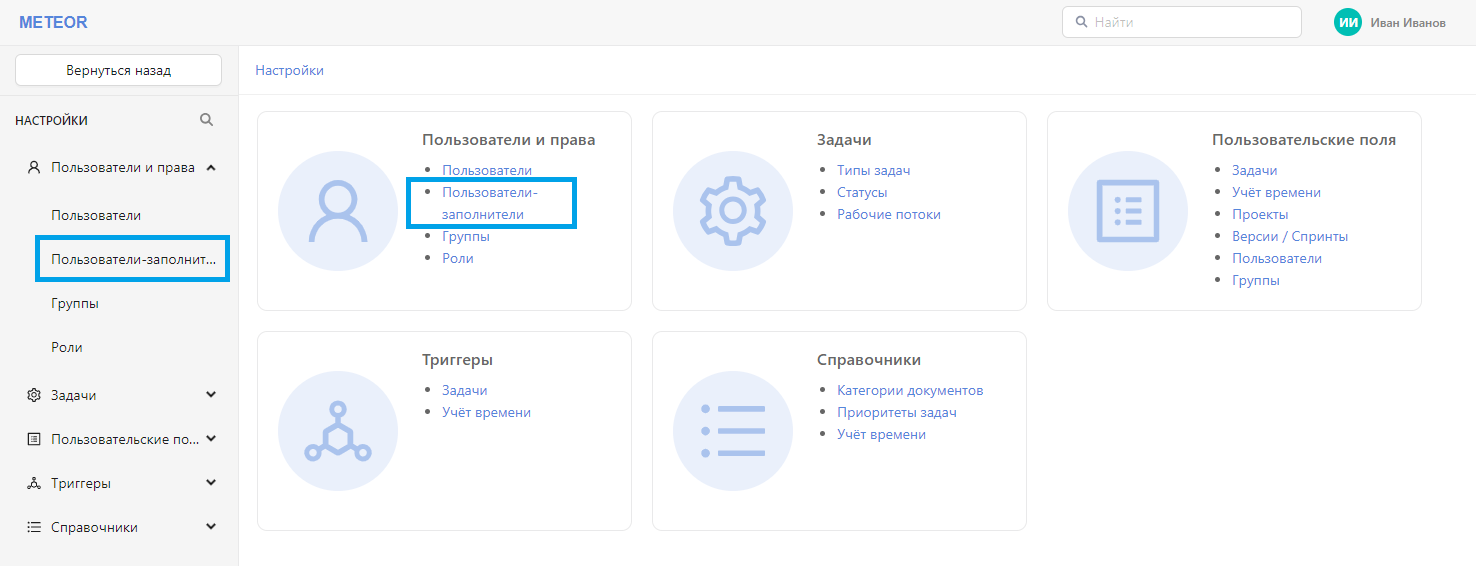 METEOR
Найти
ИИ
Иван Иванов
Вернуться назад
НАСТРОЙКИ
Пользователи и права
Пользователи
Пользователи-заполнит...
Группы
Роли
Задачи
Пользовательские по...
Триггеры
Справочники
Настройки
Пользователи и права
Пользователи
Пользователи-
заполнители
Группы
Роли
Задачи
Типы задач
Статусы
Рабочие потоки
Пользовательские поля
Задачи
Учёт времени
Проекты
Версии / Спринты
Пользователи
Группы
Триггеры
Задачи
Учёт времени
Справочники
Категории документов
Приоритеты задач
Учёт времени